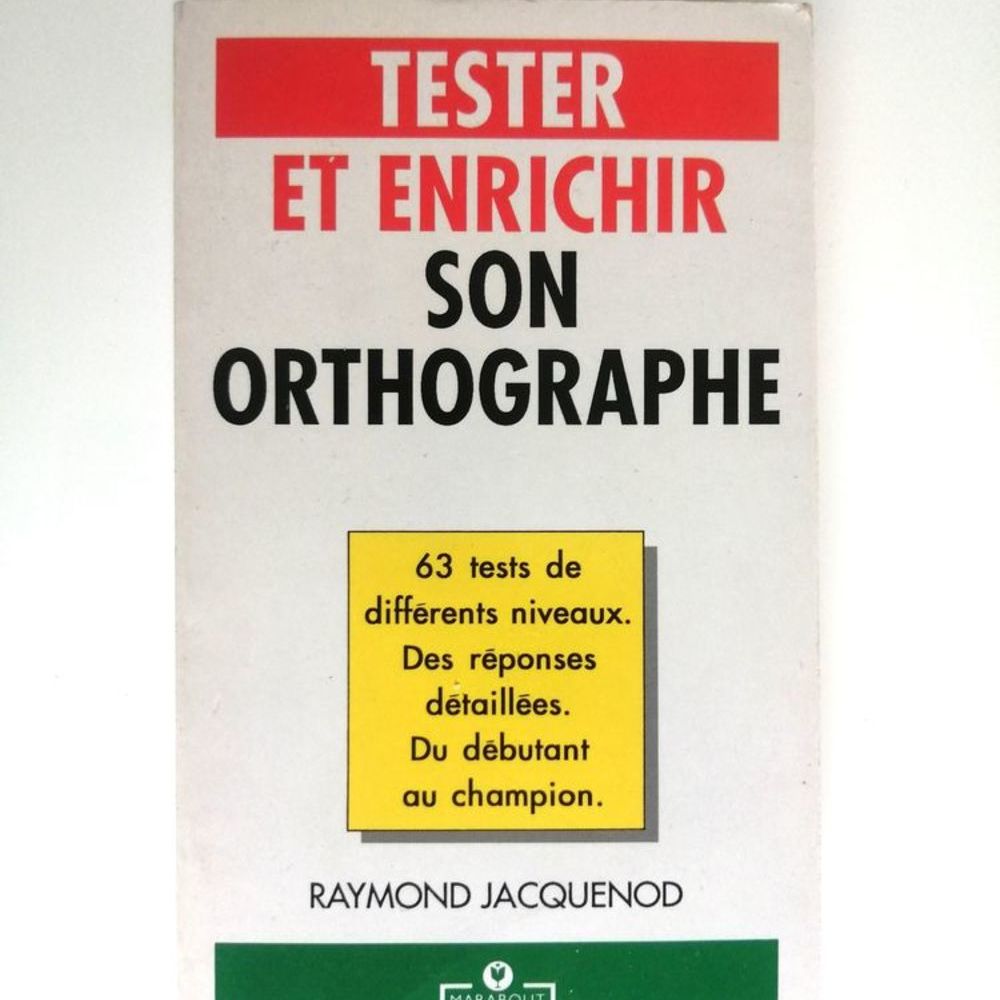 TESTER
ET ENRICHIR
SON
ORTHOGRAPHE
63 tests de
différents niveaux.
Des réponses
détaillées.
Du débutant
au champion.
RAYMOND JACQUENOD
MARABOUT